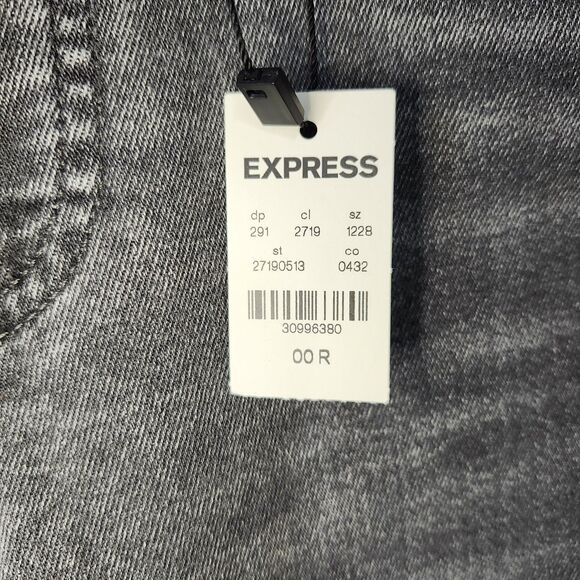 EXPRESS
dp cl sz
291 2719 1228
st co
27190513 0432
30996380
00 R